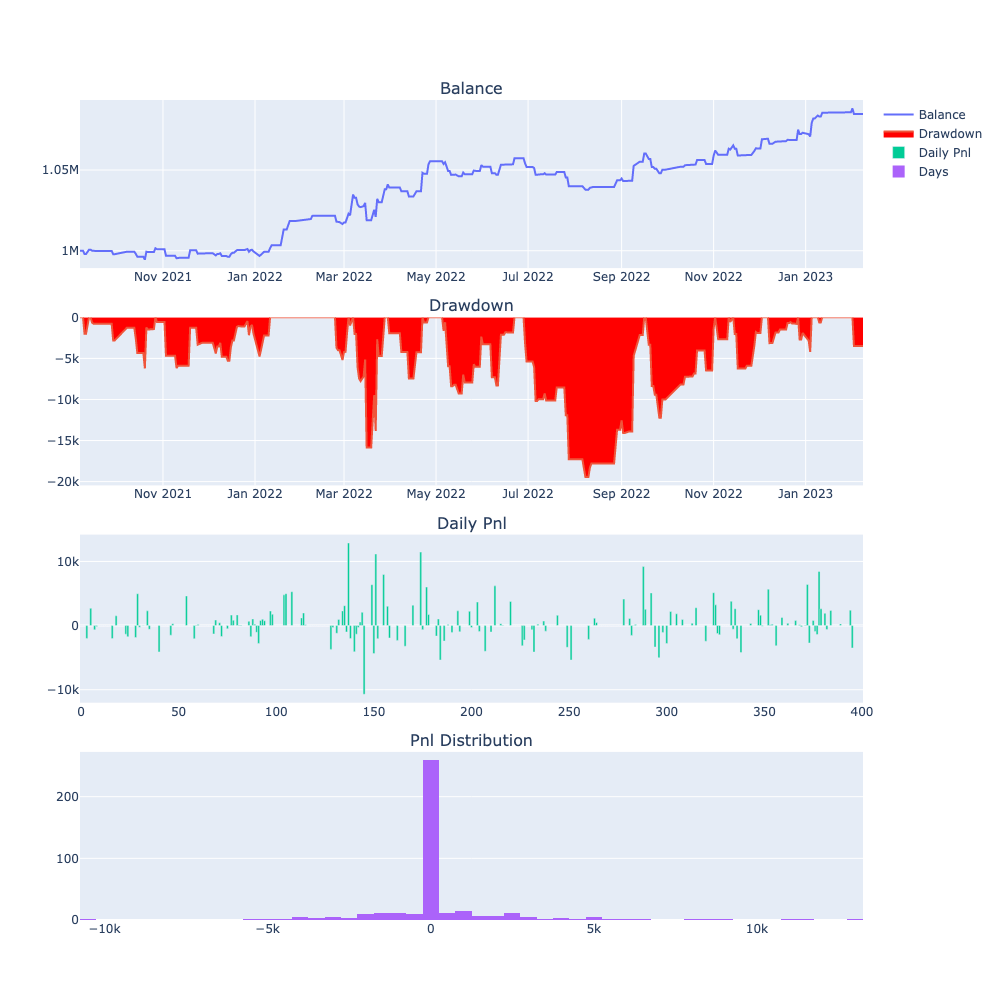 Balance
1.05M
1M
Nov 2021 Jan 2022 Mar 2022 May 2022 Jul 2022 Sep 2022 Nov 2022 Jan 2023
Balance
Drawdown
Daily Pnl
Days
Drawdown
0
−5k
−10k
−15k
−20k
Nov 2021 Jan 2022 Mar 2022 May 2022 Jul 2022 Sep 2022 Nov 2022 Jan 2023
Daily Pnl
10k
0
−10k
0 50 100 150 200 250 300 350 400
Pnl Distribution
200
100
0
−10k −5k 0 5k 10k